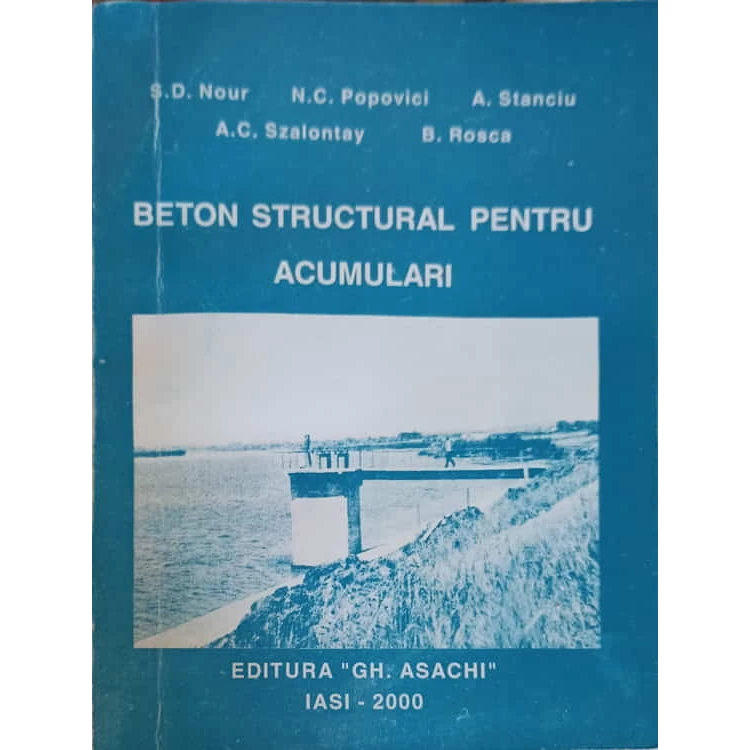 S.D. Nour N.C. Popovici A. Stanciu
A.C. Szalontay B. Rosca
BETON STRUCTURAL PENTRU
ACUMULARI
EDITURA "GH. ASACHI"
IASI - 2000